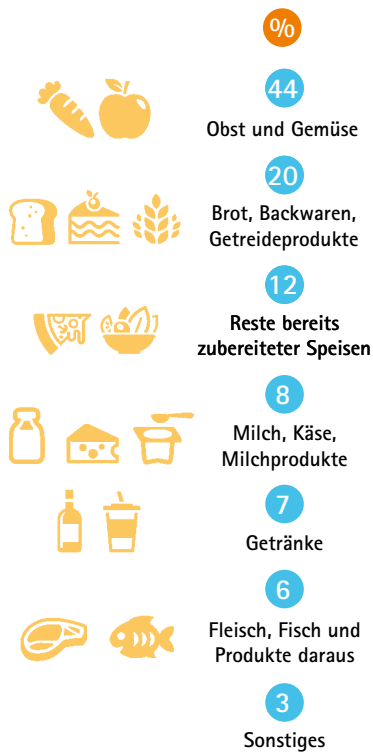 %
44
Obst und Gemüse
20
Brot, Backwaren,
Getreideprodukte
12
Reste bereits
zubereiteter Speisen
8
Milch, Käse,
Milchprodukte
7
Getränke
6
Fleisch, Fisch und
Produkte daraus
3
Sonstiges